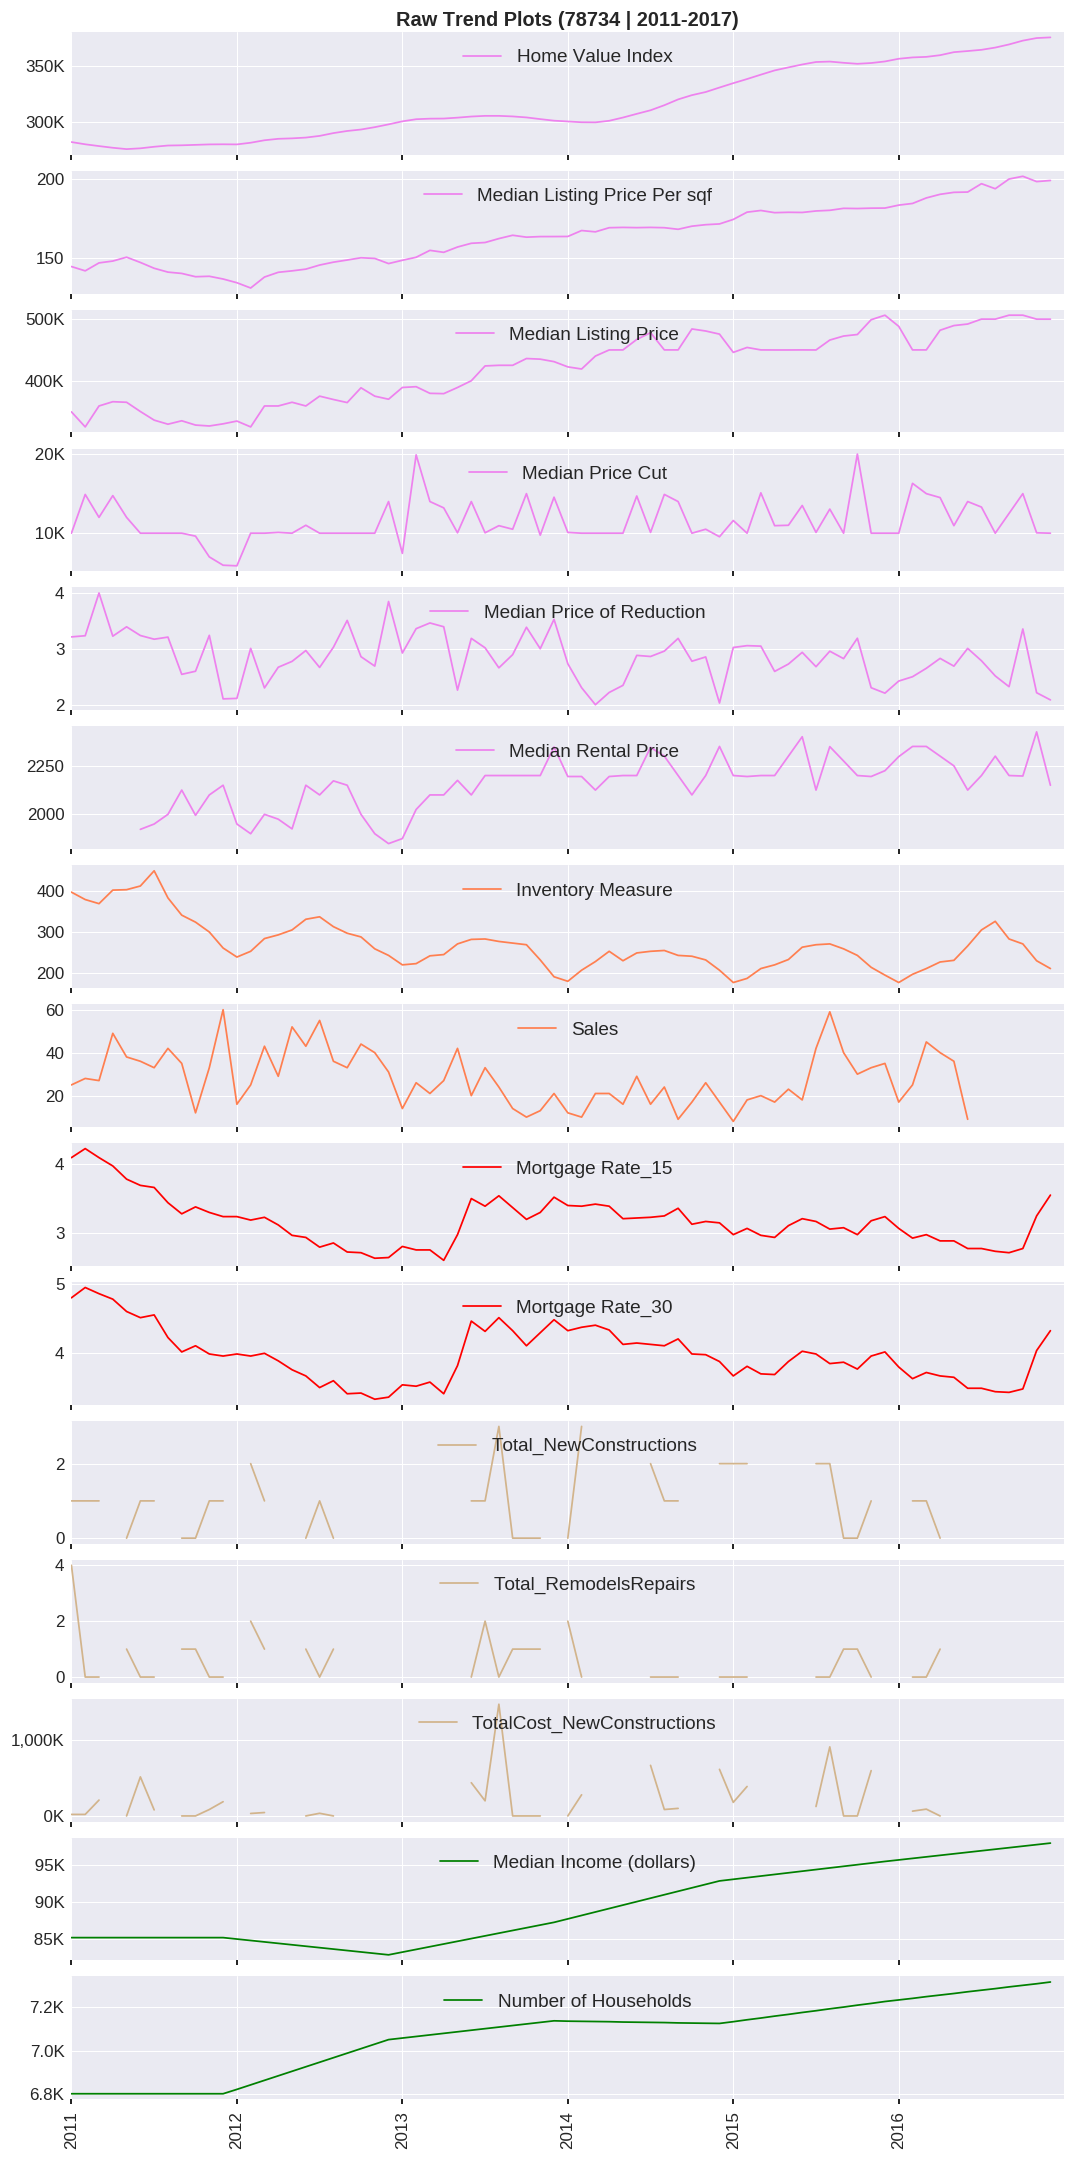 Raw Trend Plots (78734 | 2011-2017)
Home Value Index
350K
300K
Median Listing Price Per sqf
200
150
Median Listing Price
500K
400K
Median Price Cut
20K
10K
Median Price of Reduction
4
3
2
Median Rental Price
2250
2000
Inventory Measure
400
300
200
Sales
60
40
20
Mortgage Rate_15
4
3
Mortgage Rate_30
5
4
Total_NewConstructions
2
0
Total_RemodelsRepairs
4
2
0
TotalCost_NewConstructions
1,000K
0K
Median Income (dollars)
95K
90K
85K
Number of Households
7.2K
7.0K
6.8K
2011
2012
2013
2014
2015
2016